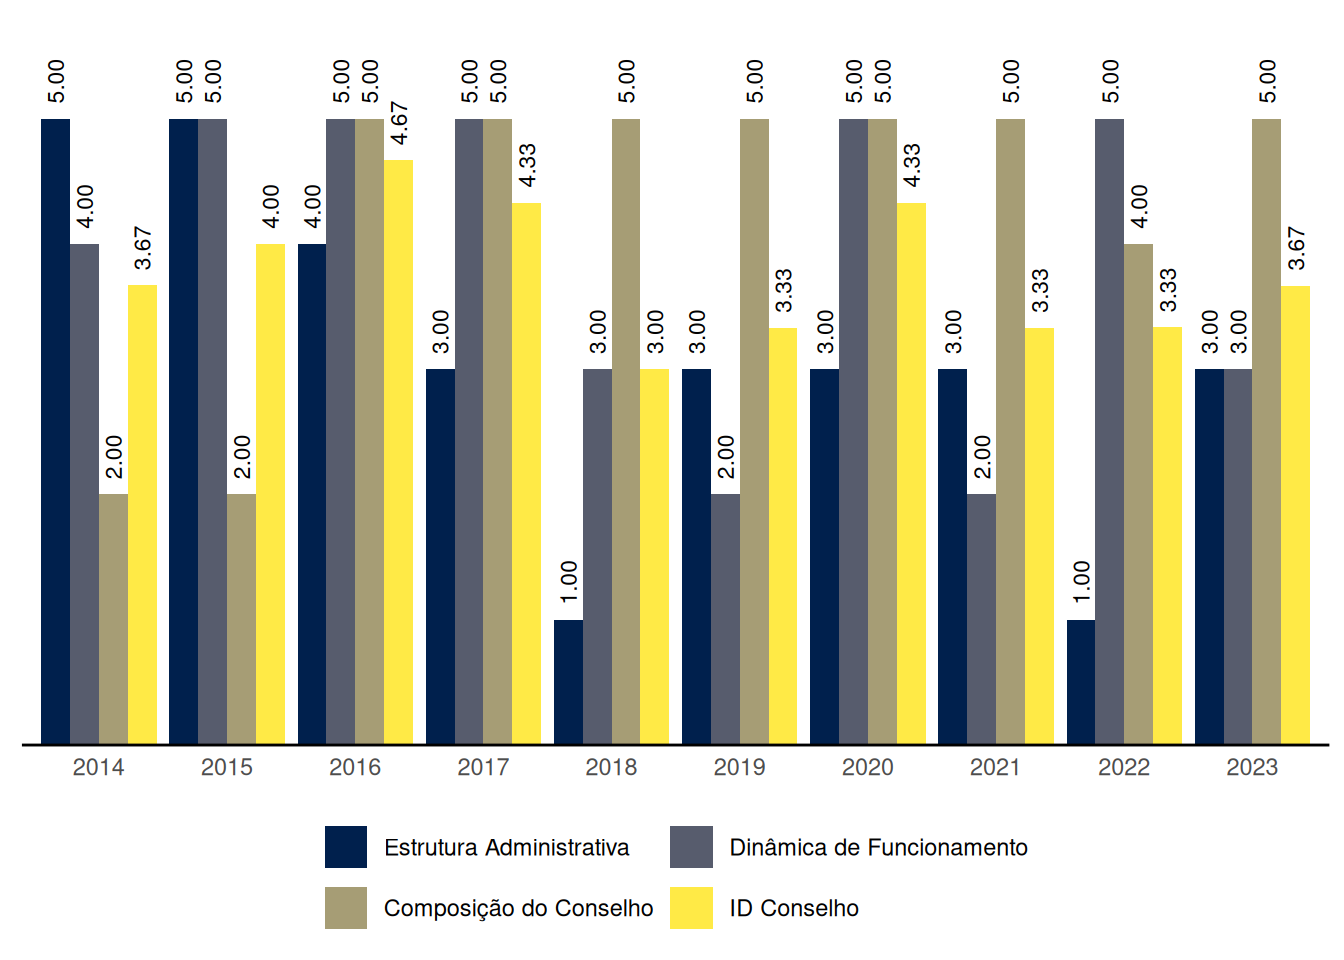 5.00 4.00 2.00 3.67 5.00 5.00 2.00 4.00 4.00 5.00 5.00 4.67 3.00 5.00 5.00 4.33 1.00 3.00 5.00 3.00 3.00 2.00 5.00 3.33 3.00 5.00 5.00 4.33 3.00 2.00 5.00 3.33 1.00 5.00 4.00 3.33 3.00 3.00 5.00 3.67
2014 2015 2016 2017 2018 2019 2020 2021 2022 2023
Estrutura Administrativa Dinâmica de Funcionamento
Composição do Conselho ID Conselho